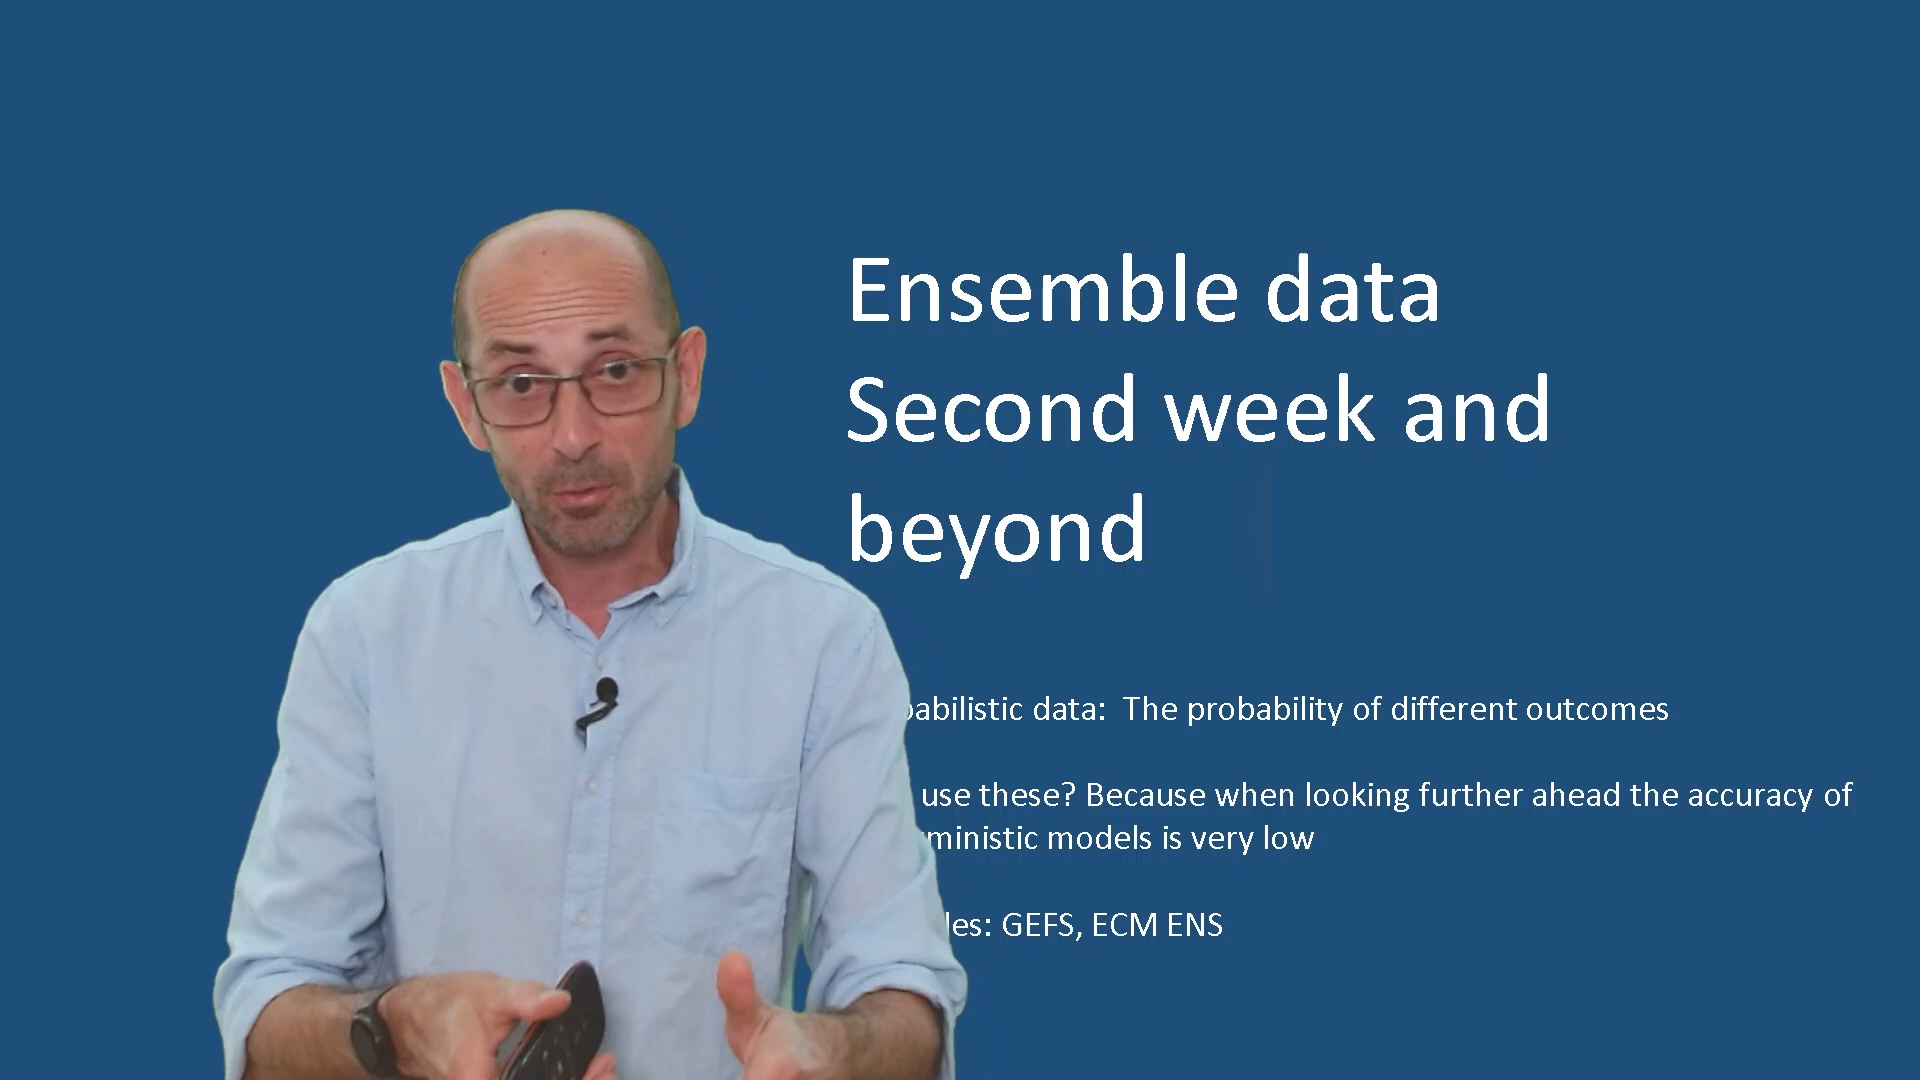 Ensemble data
Second week and
beyond
babilistic data: The probability of different outcomes
use these? Because when looking further ahead the accuracy of
ministic models is very low
les: GEFS, ECM ENS